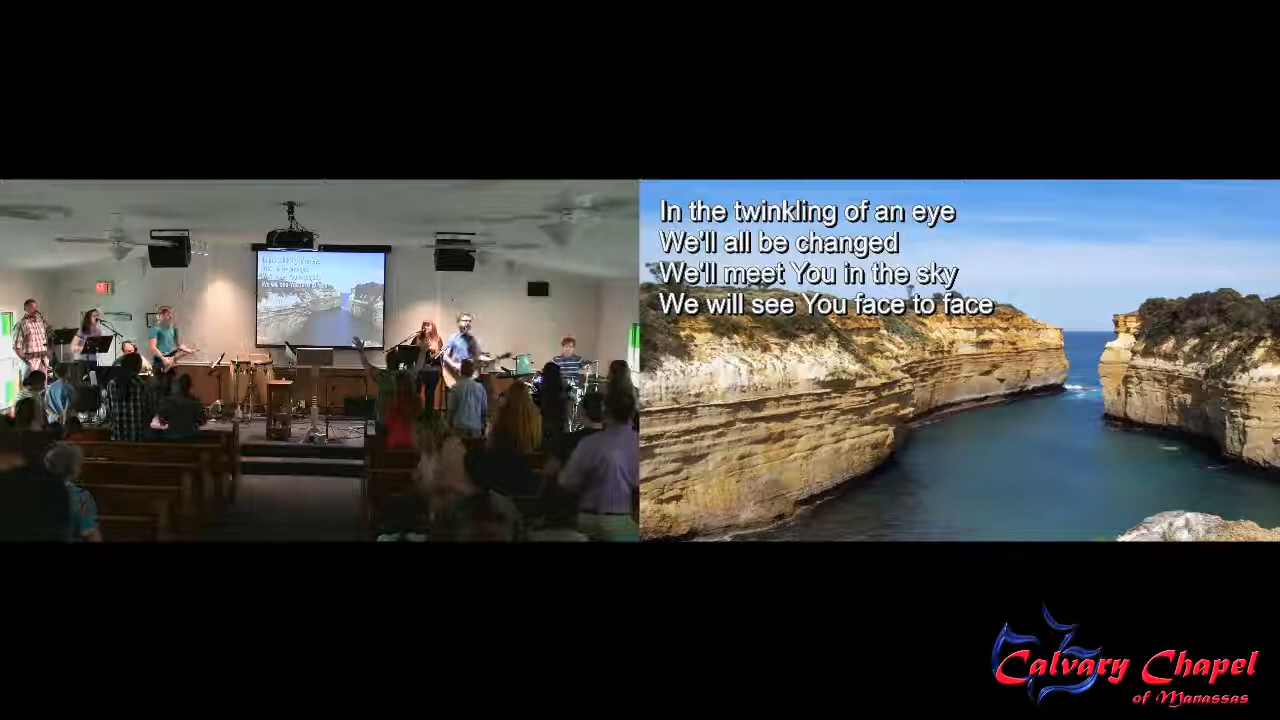 In the twinkling of an eye
We'll all be changed
We'll meet You in the sky
We will see You face to face
Calvary Chapel
of Manassas